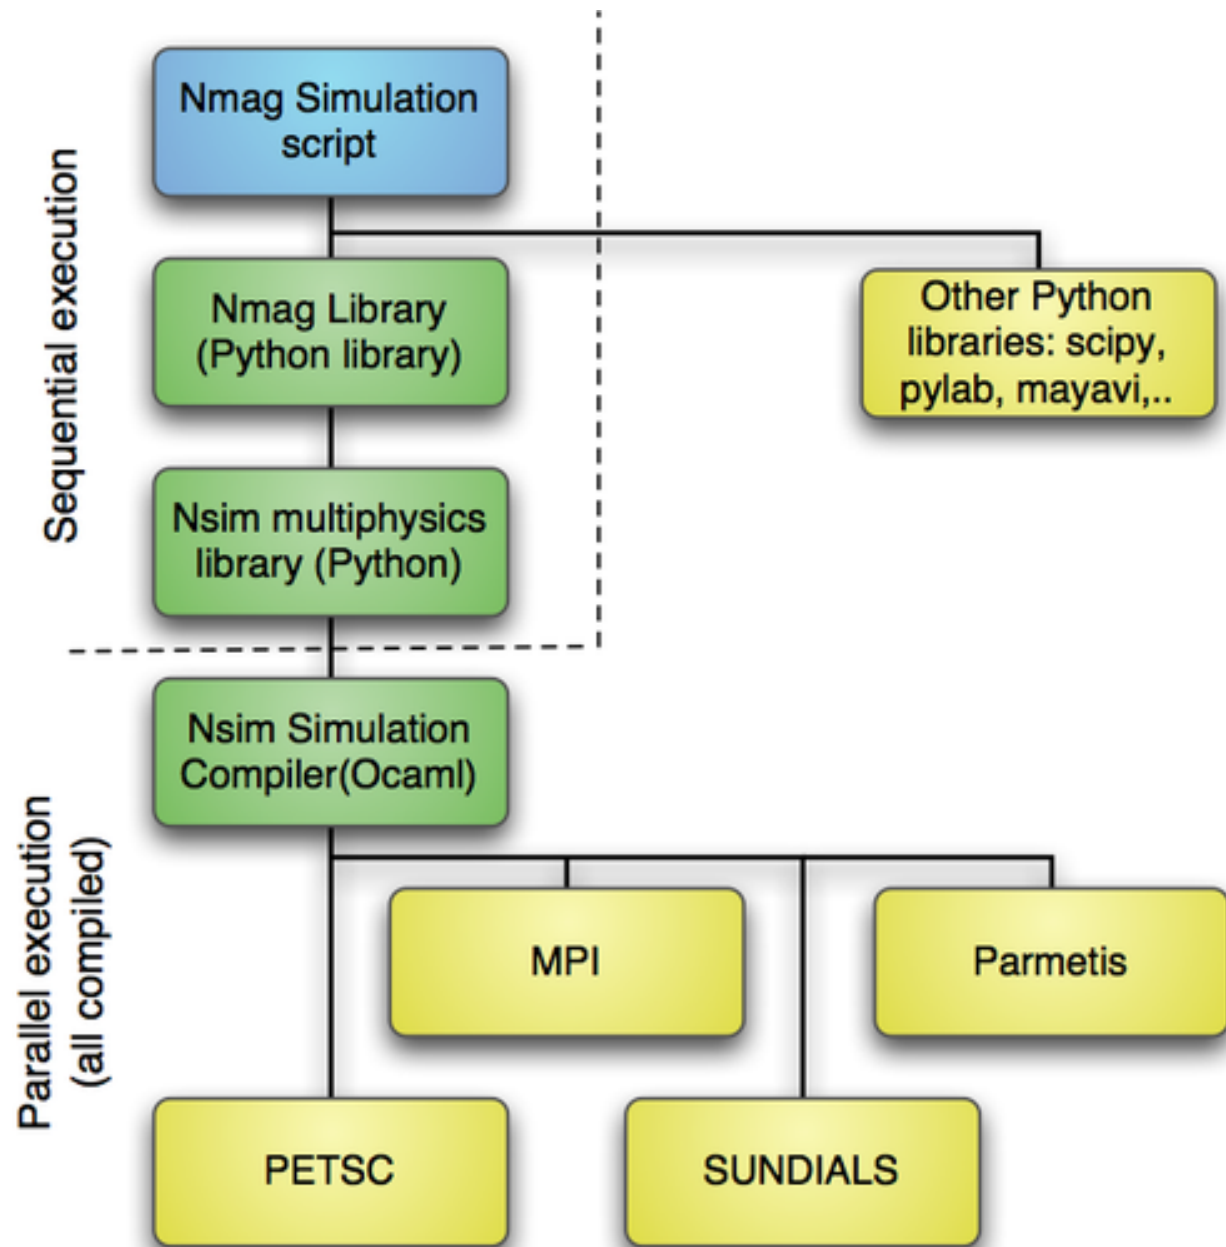 Nmag Simulation
script
Sequential execution
Nmag Library
(Python library)
Other Python
libraries: scipy,
pylab, mayavi,..
Nsim multiphysics
library (Python)
Nsim Simulation
Compiler(Ocaml)
Parallel execution
(all compiled)
MPI
Parmetis
PETSC
SUNDIALS